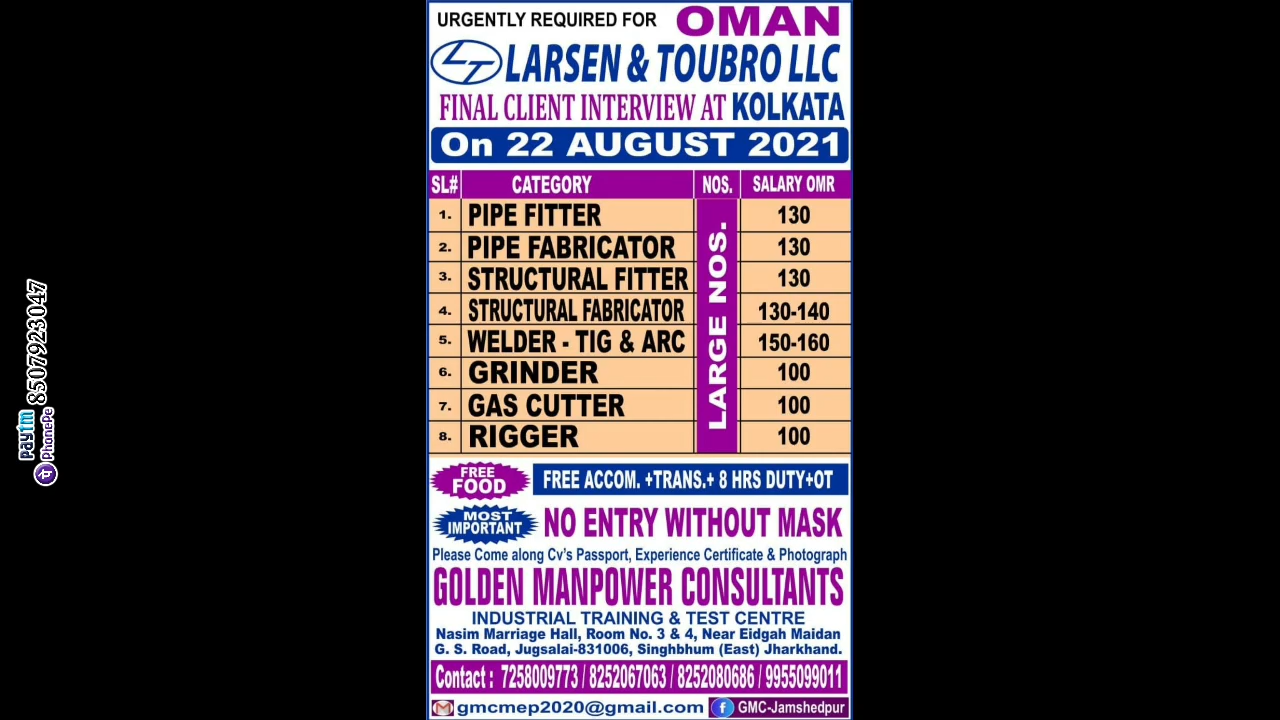 URGENTLY REQUIRED FOR OMAN
LT LARSEN & TOUBRO LLC
FINAL CLIENT INTERVIEW AT KOLKATA
On 22 AUGUST 2021
SL# CATEGORY NOS. SALARY OMR
1. PIPE FITTER 130
2. PIPE FABRICATOR 130
3. STRUCTURAL FITTER 130
4. STRUCTURAL FABRICATOR 130-140
5. WELDER - TIG & ARC 150-160
6. GRINDER 100
7. GAS CUTTER 100
8. RIGGER 100
LARGE NOS.
FREE FOOD FREE ACCOM. +TRANS.+ 8 HRS DUTY+OT
MOST IMPORTANT NO ENTRY WITHOUT MASK
Please Come along Cv's Passport, Experience Certificate & Photograph
GOLDEN MANPOWER CONSULTANTS
INDUSTRIAL TRAINING & TEST CENTRE
Nasim Marriage Hall, Room No. 3 & 4, Near Eidgah Maidan
G. S. Road, Jugsalai-831006, Singhbhum (East) Jharkhand.
Contact : 7258009773 / 8252067063 / 8252080686 / 9955099011
gmcmep2020@gmail.com f GMC-Jamshedpur
paytm
पे PhonePe
8507923047